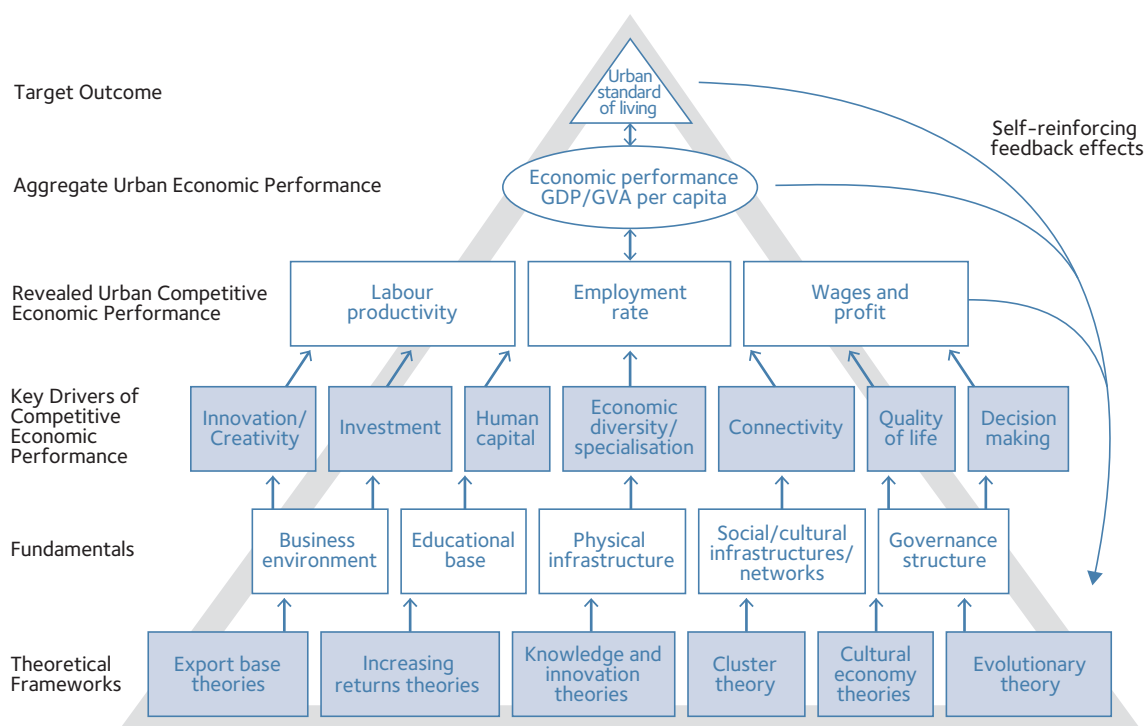 Target Outcome
Urban
standard
of living
Self-reinforcing
feedback effects
Aggregate Urban Economic Performance
Economic performance
GDP/GVA per capita
Revealed Urban Competitive
Economic Performance
Labour
productivity
Employment
rate
Wages and
profit
Key Drivers of
Competitive
Economic
Performance
Innovation/
Creativity
Investment
Human
capital
Economic
diversity/
specialisation
Connectivity
Quality
of life
Decision
making
Fundamentals
Business
environment
Educational
base
Physical
infrastructure
Social/cultural
infrastructures/
networks
Governance
structure
Theoretical
Frameworks
Export base
theories
Increasing
returns theories
Knowledge and
innovation
theories
Cluster
theory
Cultural
economy
theories
Evolutionary
theory